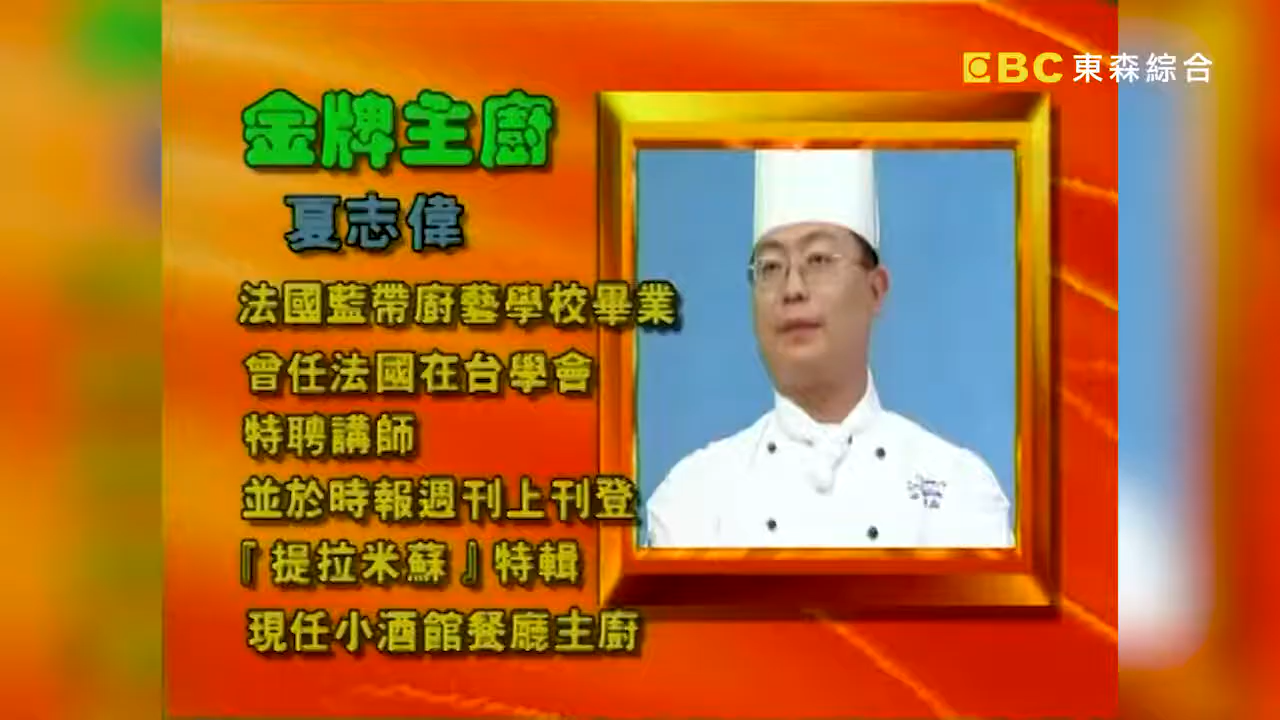 EBC 東森綜合
金牌主廚
夏志偉
法國藍帶廚藝學校畢業
曾任法國在台學會
特聘講師
並於時報週刊上刊登
『提拉米蘇』特輯
現任小酒館餐廳主廚